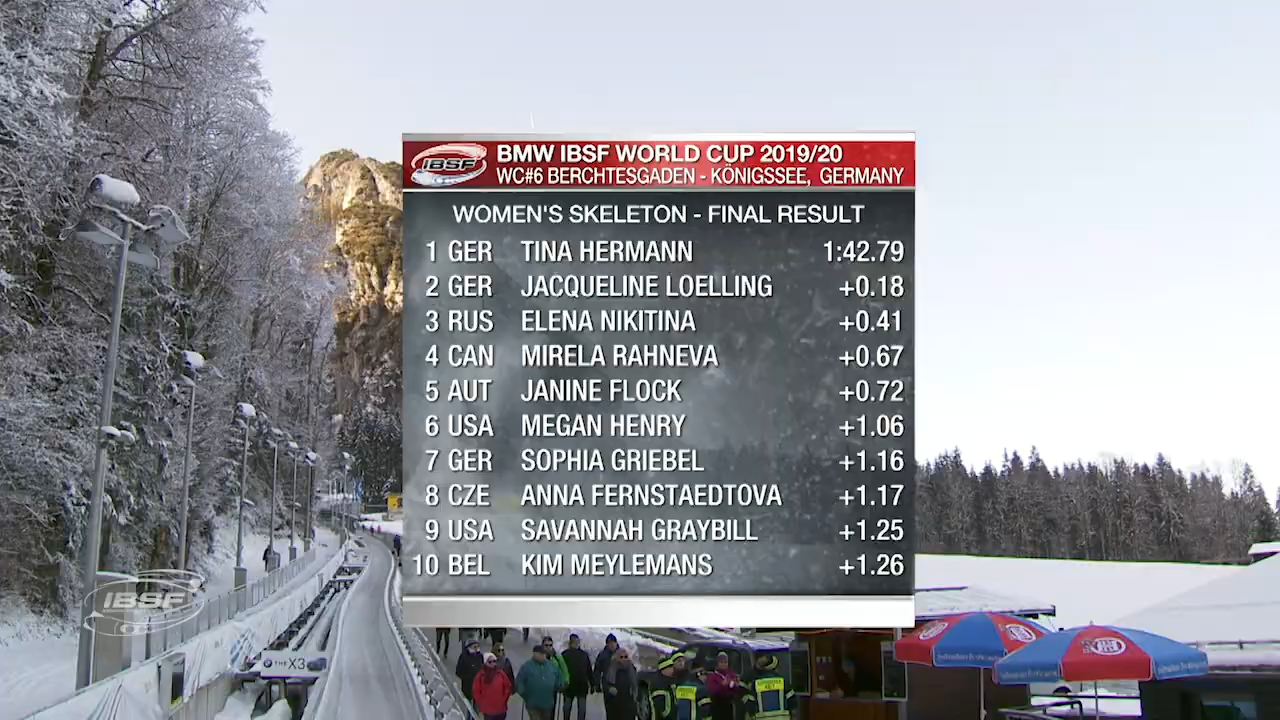 IBSF
BMW IBSF WORLD CUP 2019/20
WC#6 BERCHTESGADEN - KÖNIGSSEE, GERMANY
WOMEN'S SKELETON - FINAL RESULT
1 GER TINA HERMANN 1:42.79
2 GER JACQUELINE LOELLING +0.18
3 RUS ELENA NIKITINA +0.41
4 CAN MIRELA RAHNEVA +0.67
5 AUT JANINE FLOCK +0.72
6 USA MEGAN HENRY +1.06
7 GER SOPHIA GRIEBEL +1.16
8 CZE ANNA FERNSTAEDTOVA +1.17
9 USA SAVANNAH GRAYBILL +1.25
10 BEL KIM MEYLEMANS +1.26
IBSF
THE X3